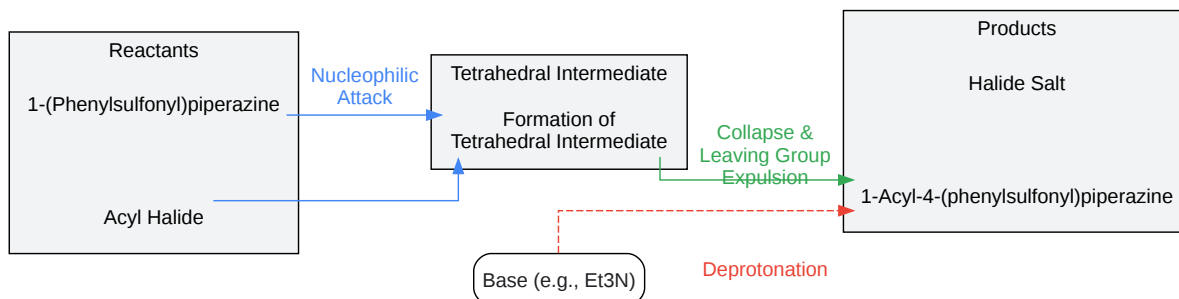 Reactants
1-(Phenylsulfonyl)piperazine
Acyl Halide
Nucleophilic
Attack
Tetrahedral Intermediate
Formation of
Tetrahedral Intermediate
Collapse &
Leaving Group
Expulsion
Products
Halide Salt
1-Acyl-4-(phenylsulfonyl)piperazine
Base (e.g., Et3N)
Deprotonation